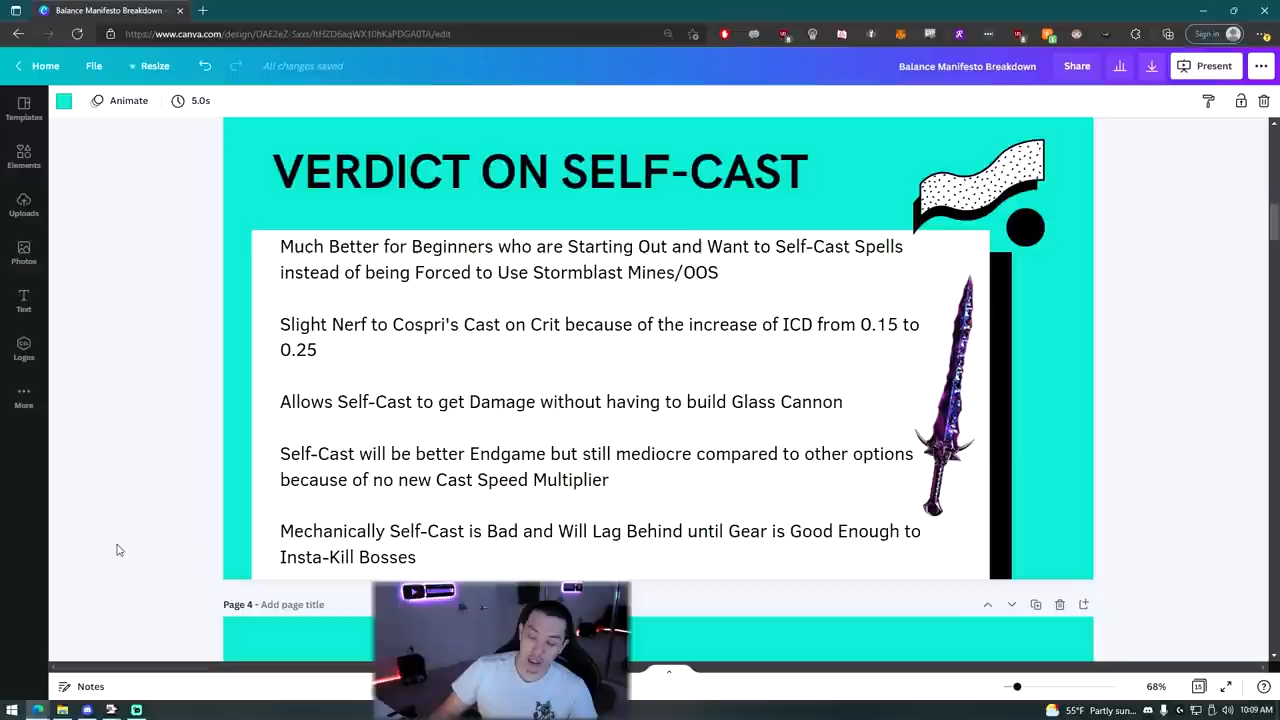 Balance Manifesto Breakdown -
https://www.canva.com/design/
Sign in
Home
File
Resize
All changes saved
Balance Manifesto Breakdown
Share
Present
Animate
5.0s
Templates
Elements
Uploads
Photos
Text
Logos
More
VERDICT ON SELF-CAST
Much Better for Beginners who are Starting Out and Want to Self-Cast Spells
instead of being Forced to Use Stormblast Mines/OOS
Slight Nerf to Cospri's Cast on Crit because of the increase of ICD from 0.15 to
0.25
Allows Self-Cast to get Damage without having to build Glass Cannon
Self-Cast will be better Endgame but still mediocre compared to other options
because of no new Cast Speed Multiplier
Mechanically Self-Cast is Bad and Will Lag Behind until Gear is Good Enough to
Insta-Kill Bosses
Page 4 - Add page title
Notes
68%
15
55°F Partly sun...
10:09 AM